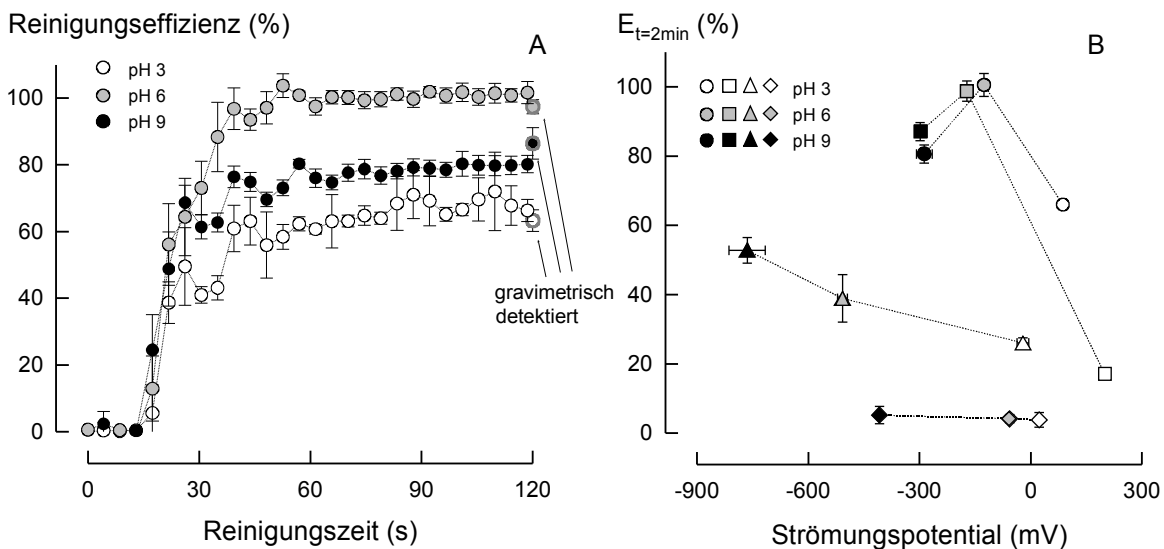 Reinigungseffizienz (%)
A
pH 3
pH 6
pH 9
100
80
60
40
20
0
gravimetrisch
detektiert
0 30 60 90 120
Reinigungszeit (s)
E t=2min (%)
B
pH 3
pH 6
pH 9
100
80
60
40
20
0
-900 -600 -300 0 300
Strömungspotential (mV)